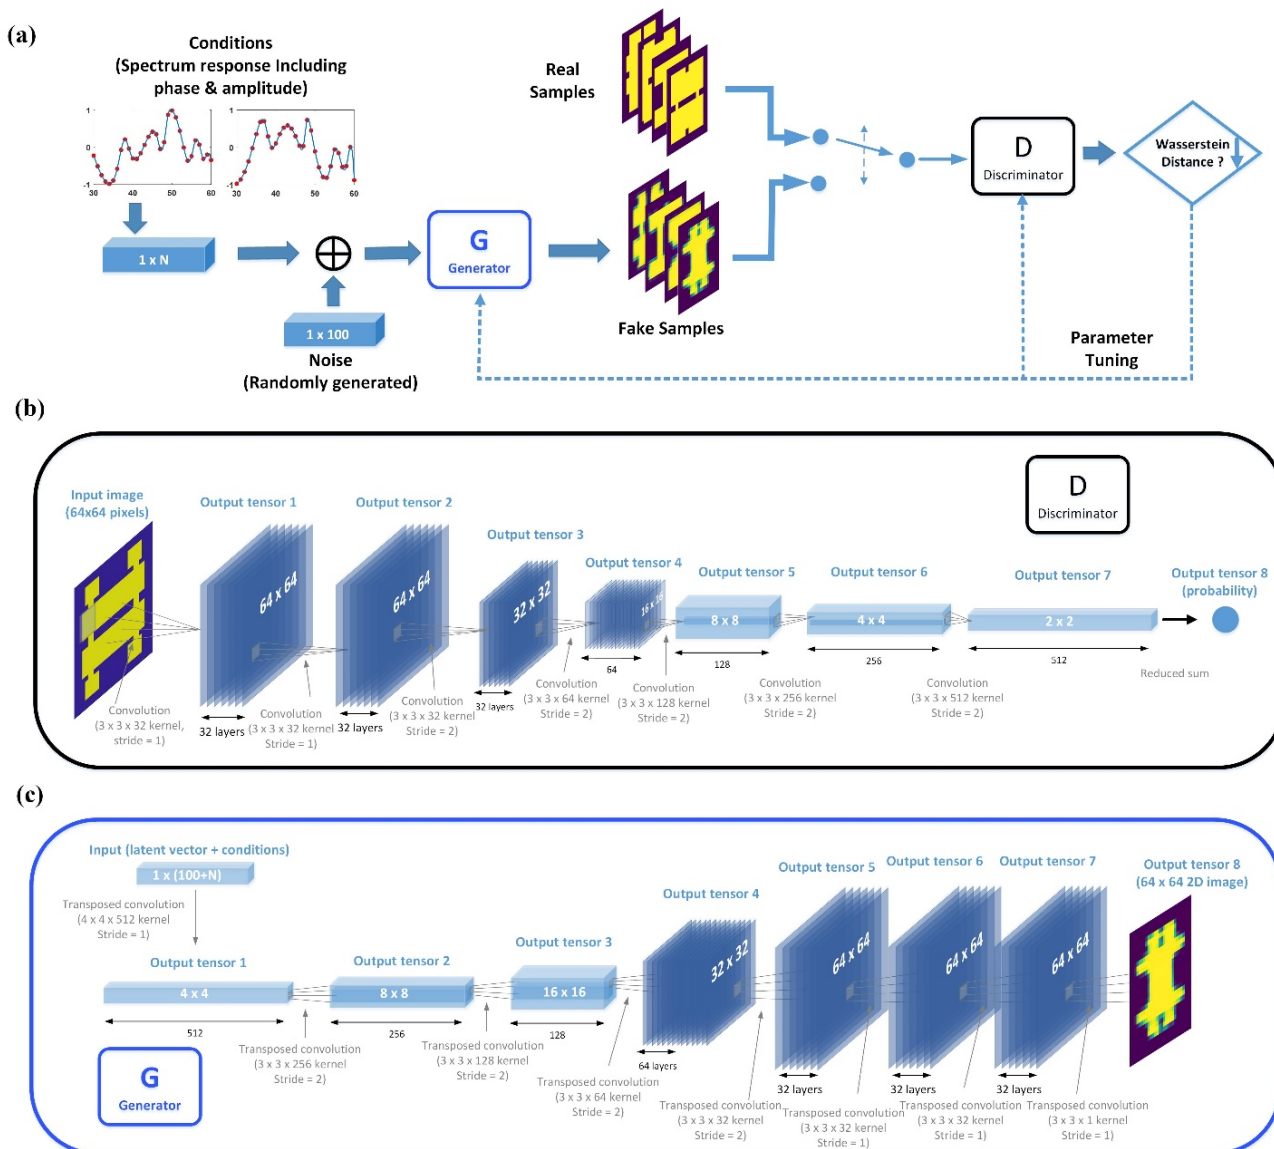 (a)
Conditions
(Spectrum response Including
phase & amplitude)
1
0
-1
30
40
50
60
1
0
-1
30
40
50
60
1 x N
1 x 100
Noise
(Randomly generated)
G
Generator
Real
Samples
Fake Samples
D
Discriminator
Wasserstein
Distance ?
Parameter
Tuning
(b)
D
Discriminator
Input image
(64x64 pixels)
Output tensor 1
Output tensor 2
Output tensor 3
Output tensor 4
Output tensor 5
Output tensor 6
Output tensor 7
Output tensor 8
(probability)
64 x 64
64 x 64
32 x 32
16 x 16
8 x 8
4 x 4
2 x 2
32 layers
32 layers
32 layers
64
128
256
512
Reduced sum
Convolution
(3 x 3 x 32 kernel,
stride = 1)
Convolution
(3 x 3 x 32 kernel
Stride = 1)
Convolution
(3 x 3 x 32 kernel
Stride = 2)
Convolution
(3 x 3 x 64 kernel
Stride = 2)
Convolution
(3 x 3 x 128 kernel
Stride = 2)
Convolution
(3 x 3 x 256 kernel
Stride = 2)
Convolution
(3 x 3 x 512 kernel
Stride = 2)
(c)
Input (latent vector + conditions)
1 x (100+N)
Transposed convolution
(4 x 4 x 512 kernel
Stride = 1)
Output tensor 1
Output tensor 2
Output tensor 3
Output tensor 4
Output tensor 5
Output tensor 6
Output tensor 7
Output tensor 8
(64 x 64 2D image)
4 x 4
8 x 8
16 x 16
32 x 32
64 x 64
64 x 64
64 x 64
512
256
128
64 layers
32 layers
32 layers
32 layers
Transposed convolution
(3 x 3 x 256 kernel
Stride = 2)
Transposed convolution
(3 x 3 x 128 kernel
Stride = 2)
Transposed convolution
(3 x 3 x 64 kernel
Stride = 2)
Transposed convolution
(3 x 3 x 32 kernel
Stride = 2)
Transposed convolution
(3 x 3 x 32 kernel
Stride = 1)
Transposed convolution
(3 x 3 x 32 kernel
Stride = 1)
Transposed convolution
(3 x 3 x 1 kernel
Stride = 1)
G
Generator